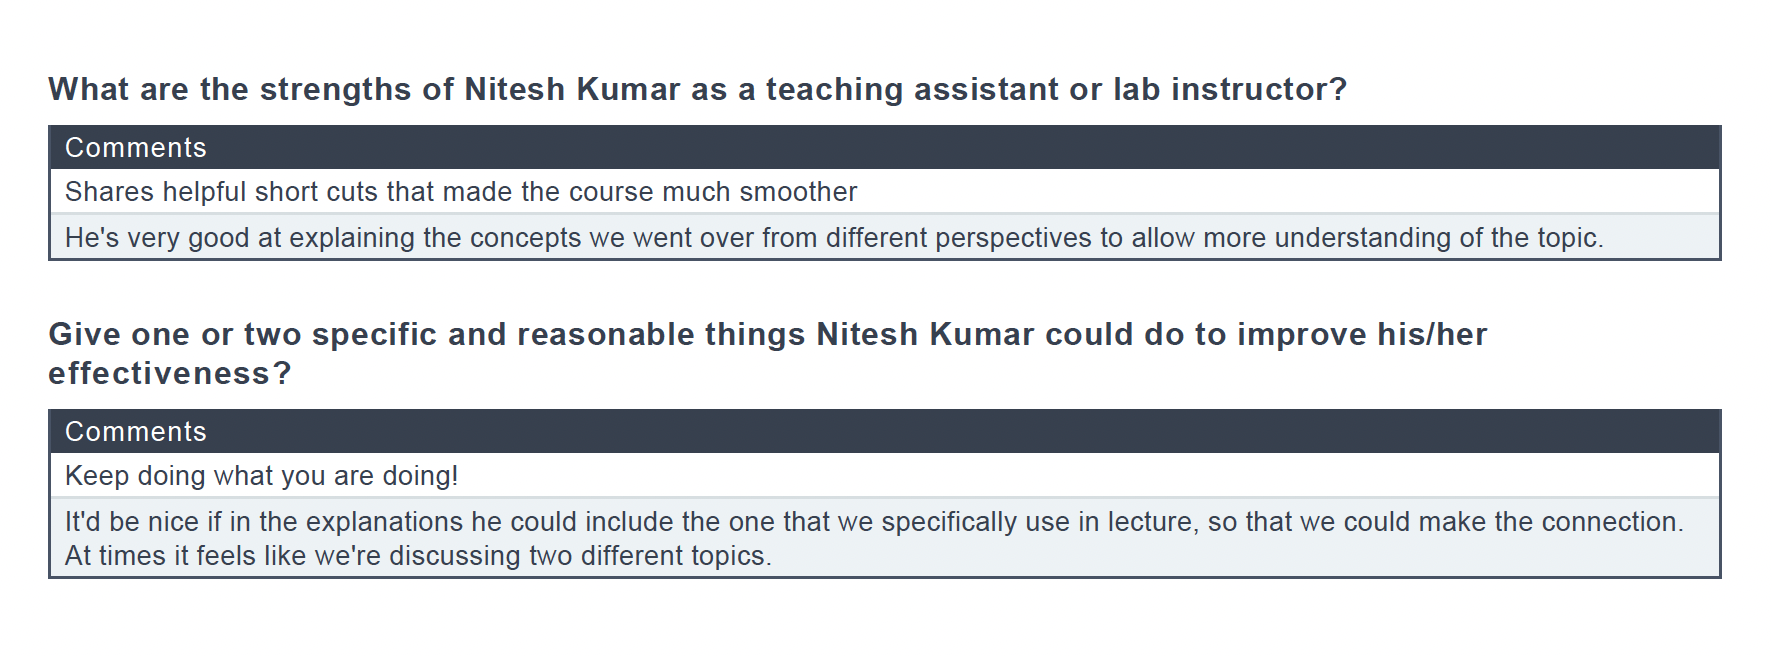 What are the strengths of Nitesh Kumar as a teaching assistant or lab instructor?
Comments
Shares helpful short cuts that made the course much smoother
He's very good at explaining the concepts we went over from different perspectives to allow more understanding of the topic.
Give one or two specific and reasonable things Nitesh Kumar could do to improve his/her
effectiveness?
Comments
Keep doing what you are doing!
It'd be nice if in the explanations he could include the one that we specifically use in lecture, so that we could make the connection.
At times it feels like we're discussing two different topics.